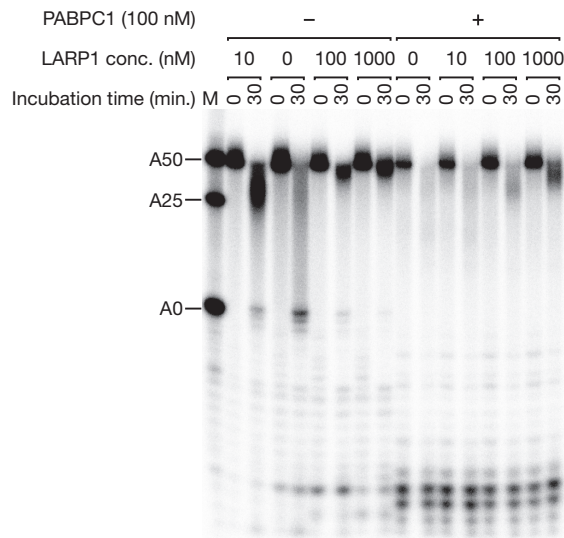 PABPC1 (100 nM) – +
LARP1 conc. (nM) 10 0 100 1000 0 10 100 1000
Incubation time (min.) M 0 30 0 30 0 30 0 30 0 30 0 30 0 30 0 30
A50
A25
A0